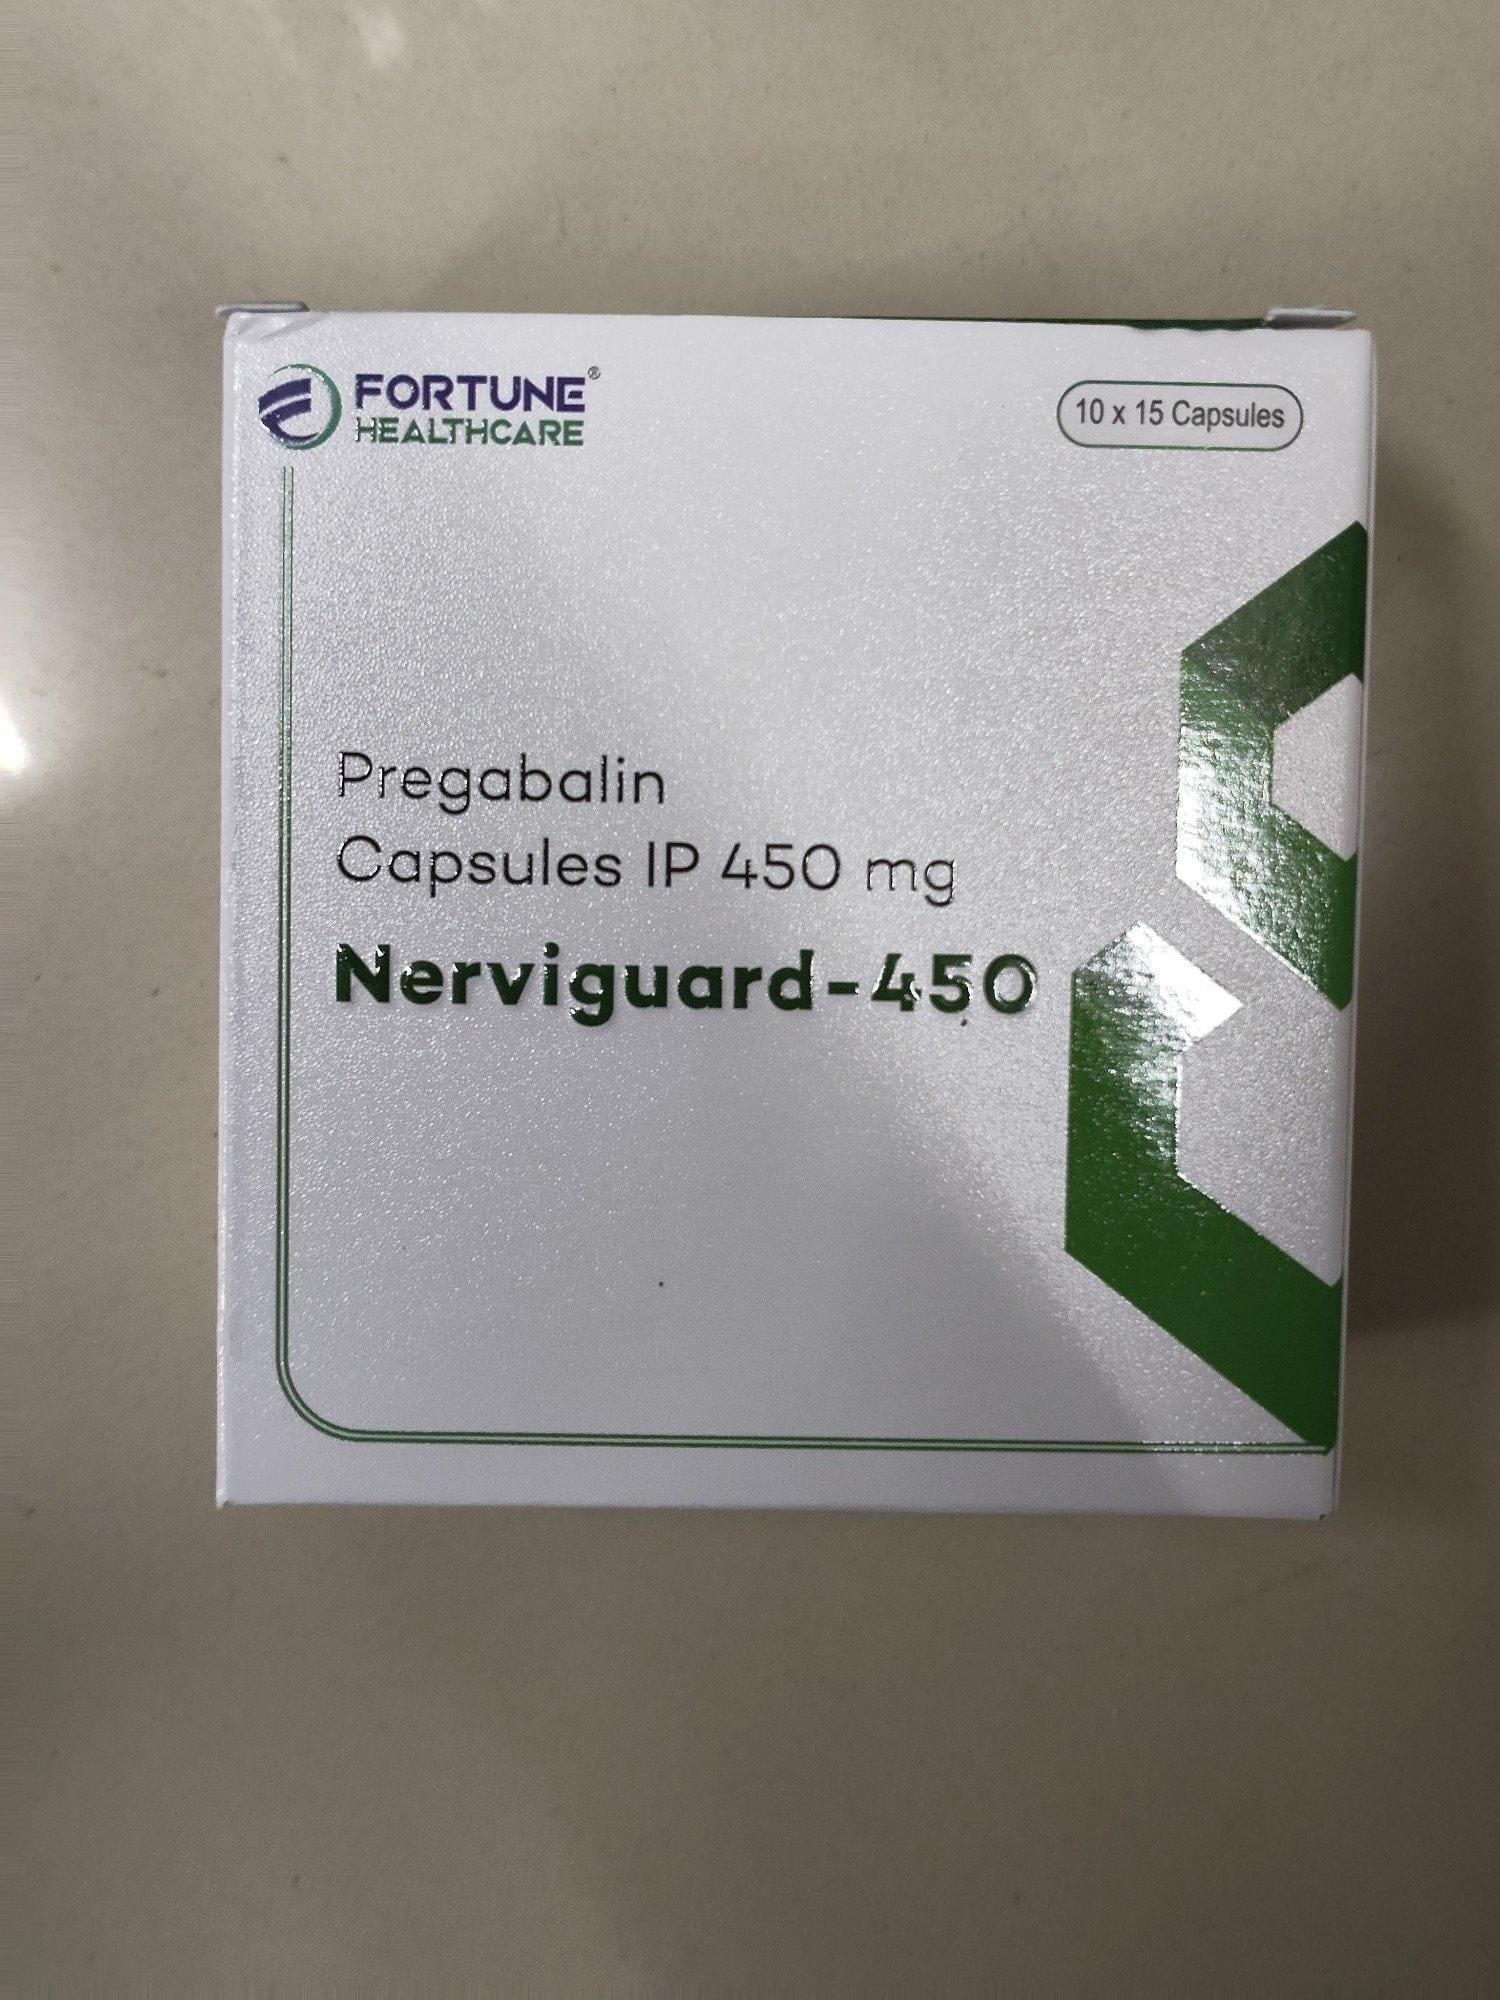 FORTUNE®
HEALTHCARE
10 x 15 Capsules
Pregabalin
Capsules IP 450 mg
Nerviguard-450